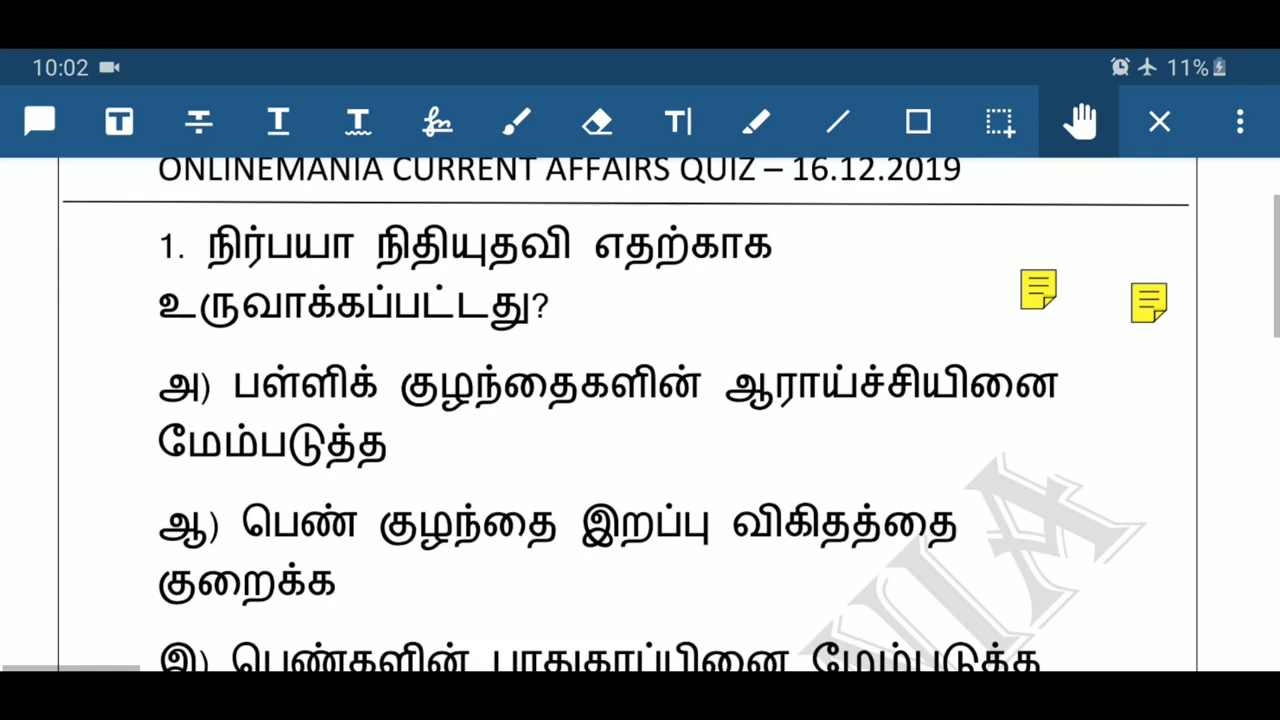 10:02
11%
ONLINEMANIA CURRENT AFFAIRS QUIZ – 16.12.2019
1. நிர்பயா நிதியுதவி எதற்காக
உருவாக்கப்பட்டது?
அ) பள்ளிக் குழந்தைகளின் ஆராய்ச்சியினை
மேம்படுத்த
ஆ) பெண் குழந்தை இறப்பு விகிதத்தை
குறைக்க
இ) பெண்களின் பாதுகாப்பினை மேம்படுத்த